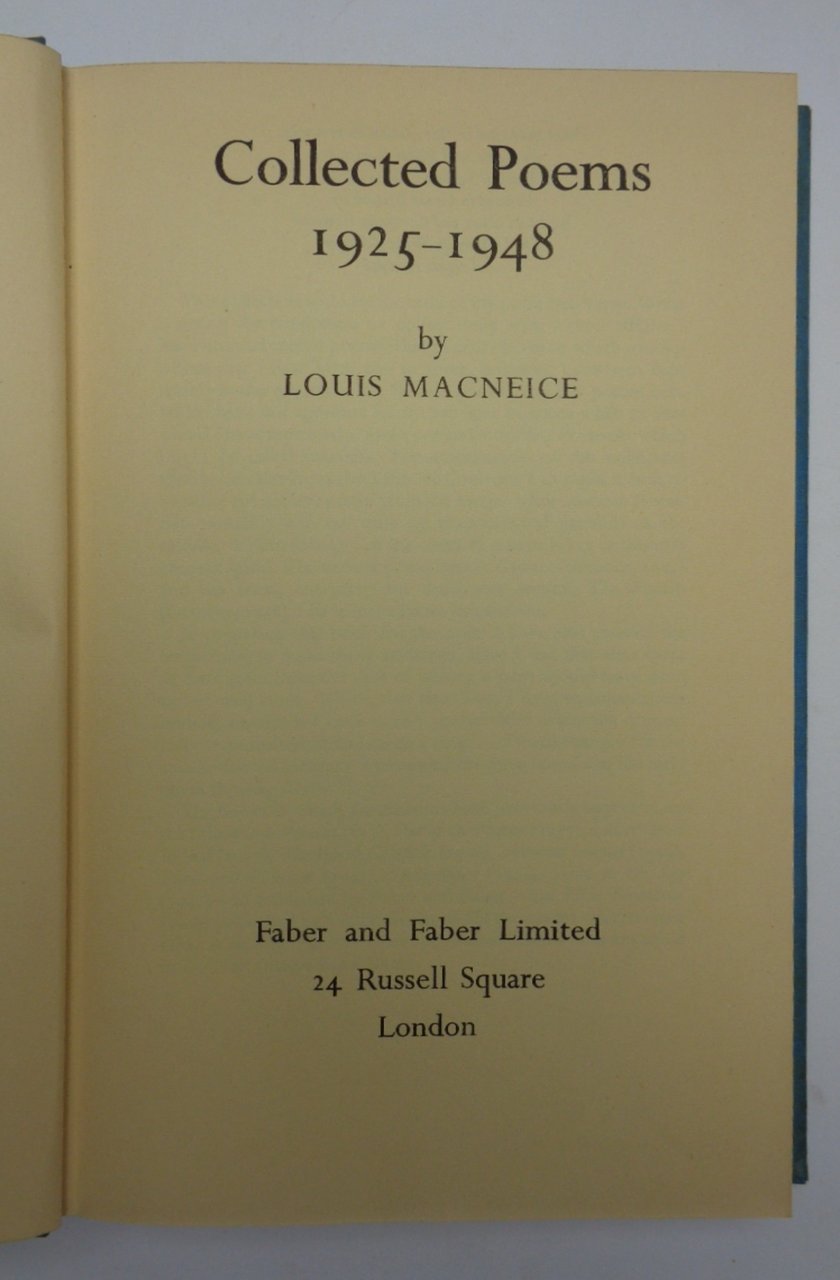 Collected Poems
1925–1948
by
LOUIS MACNEICE
Faber and Faber Limited
24 Russell Square
London